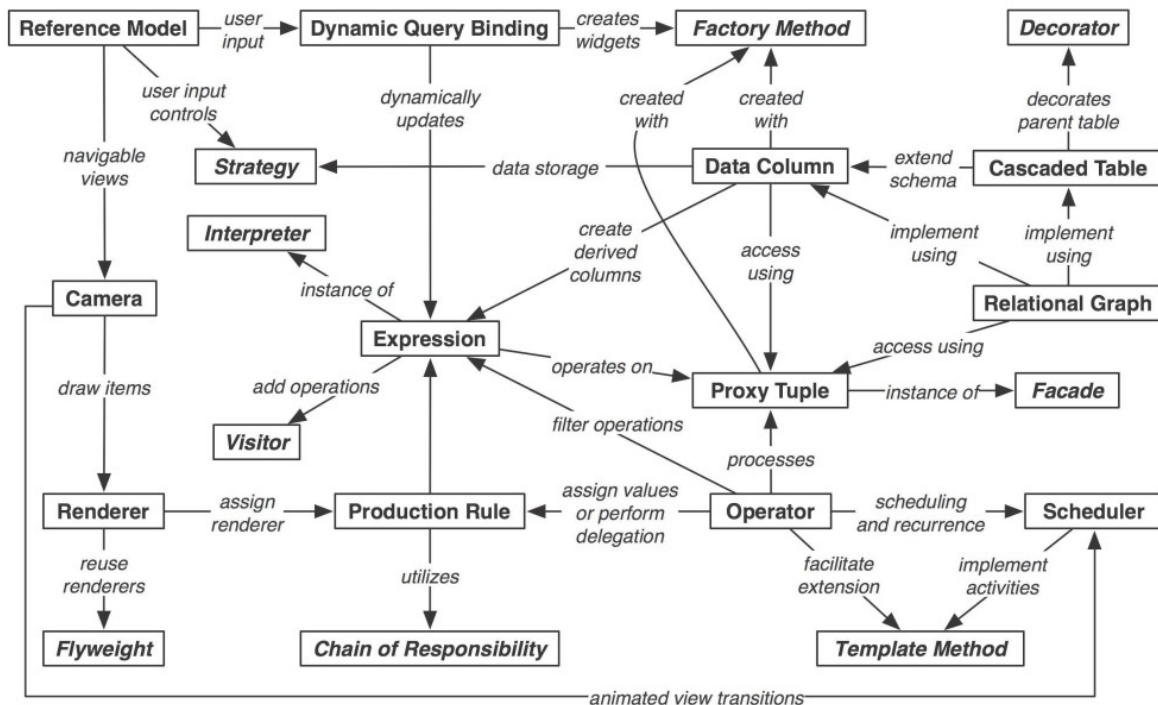 Reference Model
user
input
Dynamic Query Binding
creates
widgets
Factory Method
Decorator
user input
controls
dynamically
updates
created
with
created
with
decorates
parent table
navigable
views
Strategy
data storage
Data Column
extend
schema
Cascaded Table
Interpreter
create
derived
columns
access
using
implement
using
implement
using
instance of
Camera
Relational Graph
Expression
operates on
access using
draw items
add operations
Proxy Tuple
instance of
Facade
Visitor
filter operations
processes
Renderer
assign
renderer
Production Rule
assign values
or perform
delegation
Operator
scheduling
and recurrence
Scheduler
reuse
renderers
utilizes
facilitate
extension
implement
activities
Flyweight
Chain of Responsibility
Template Method
animated view transitions